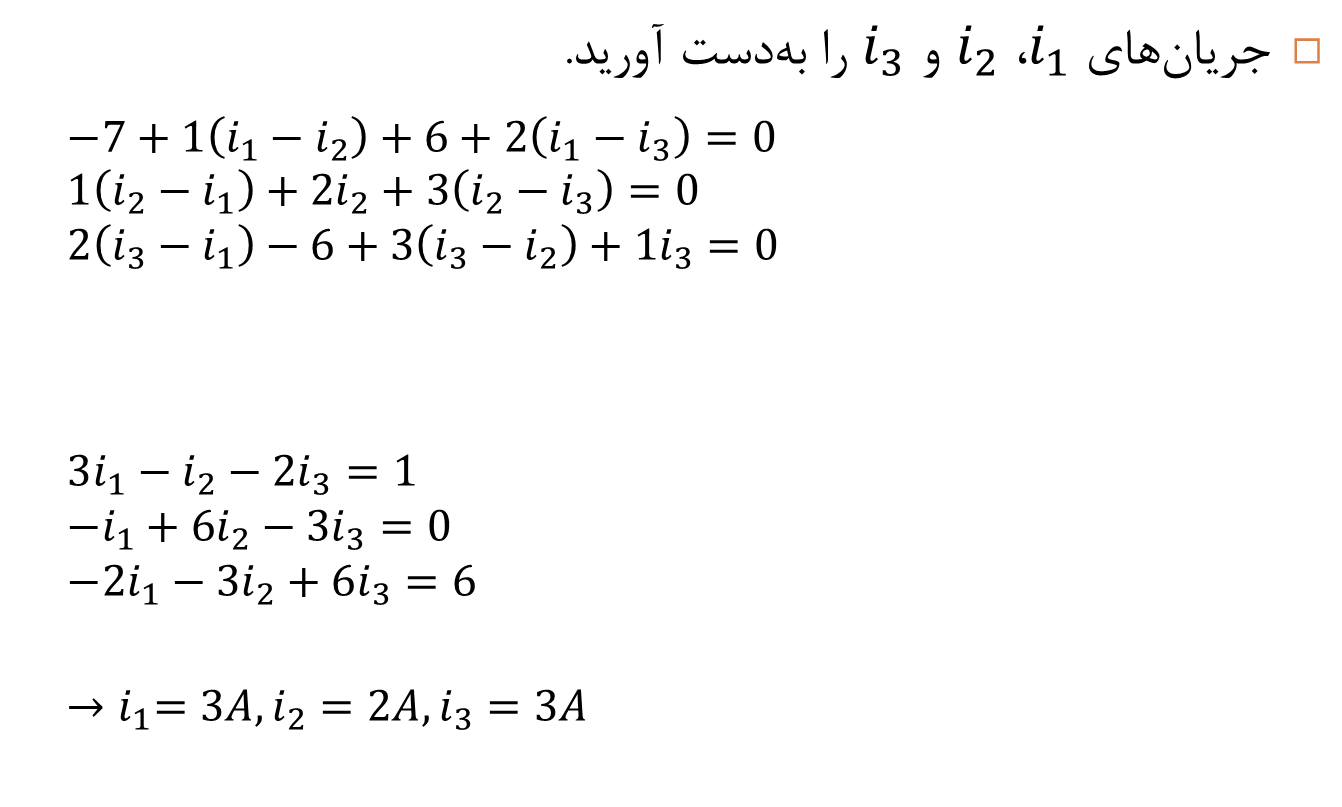 جریان‌های i₁، i₂ و i₃ را به‌دست آورید.
−7 + 1(i₁ − i₂) + 6 + 2(i₁ − i₃) = 0
1(i₂ − i₁) + 2i₂ + 3(i₂ − i₃) = 0
2(i₃ − i₁) − 6 + 3(i₃ − i₂) + 1i₃ = 0
3i₁ − i₂ − 2i₃ = 1
−i₁ + 6i₂ − 3i₃ = 0
−2i₁ − 3i₂ + 6i₃ = 6
→ i₁= 3A, i₂ = 2A, i₃ = 3A